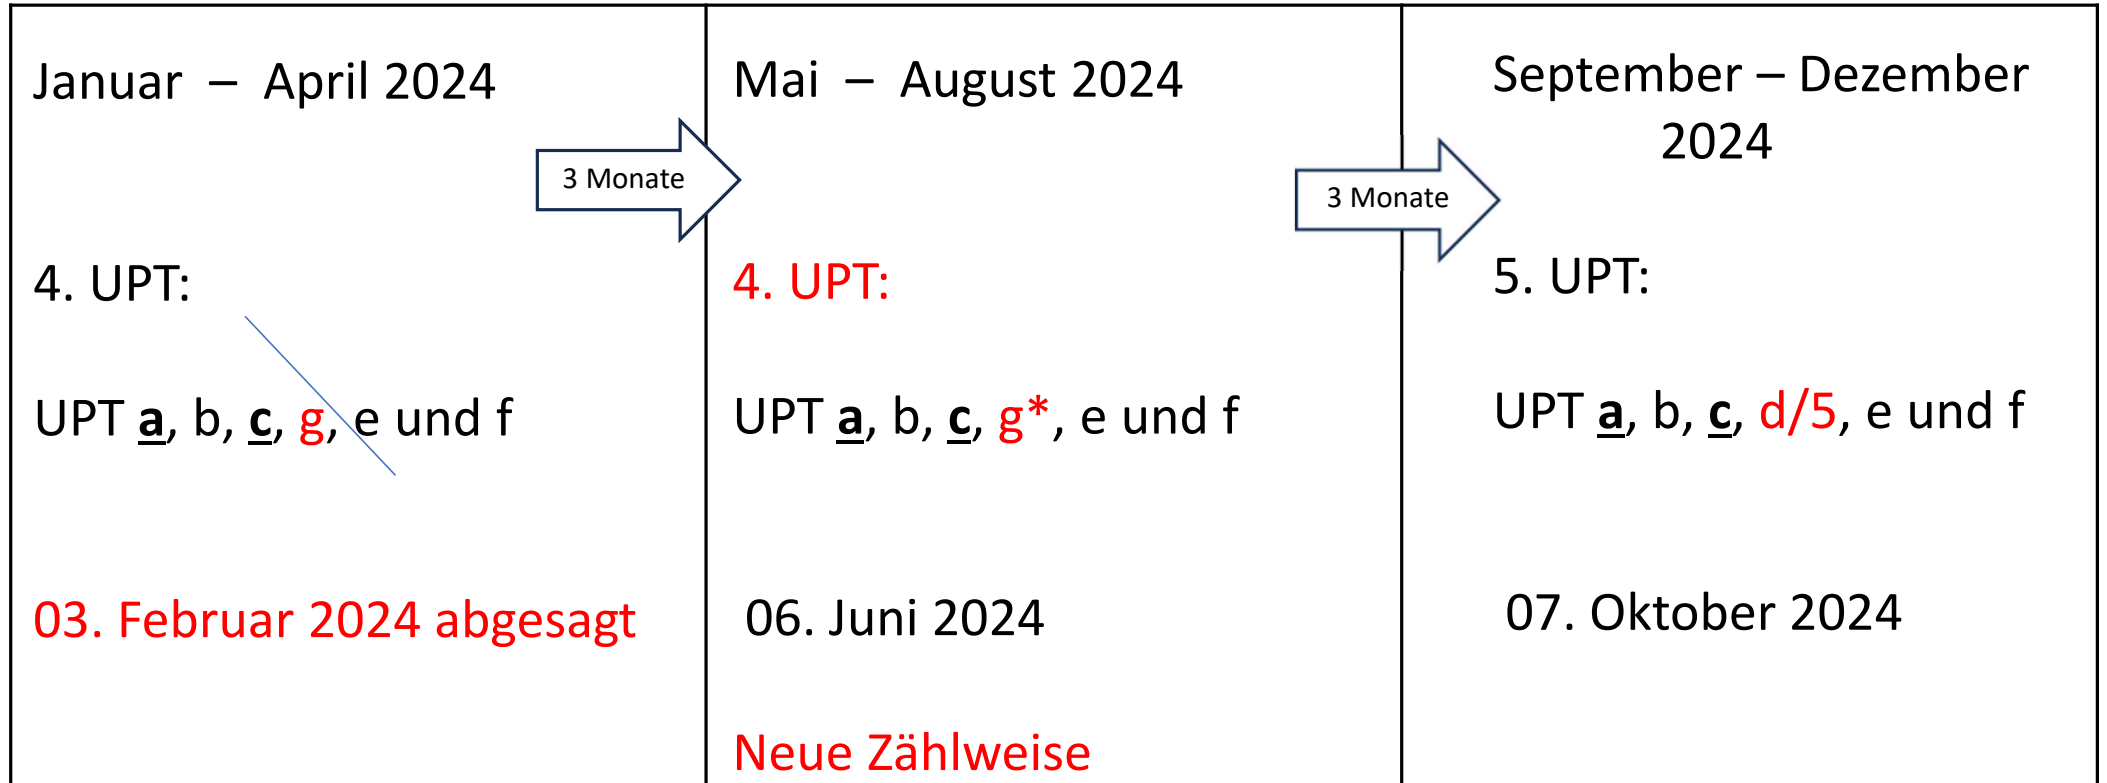 Januar – April 2024
3 Monate
4. UPT:
UPT a, b, c, g, e und f
03. Februar 2024 abgesagt
Mai – August 2024
3 Monate
4. UPT:
UPT a, b, c, g*, e und f
06. Juni 2024
Neue Zählweise
September – Dezember
2024
5. UPT:
UPT a, b, c, d/5, e und f
07. Oktober 2024